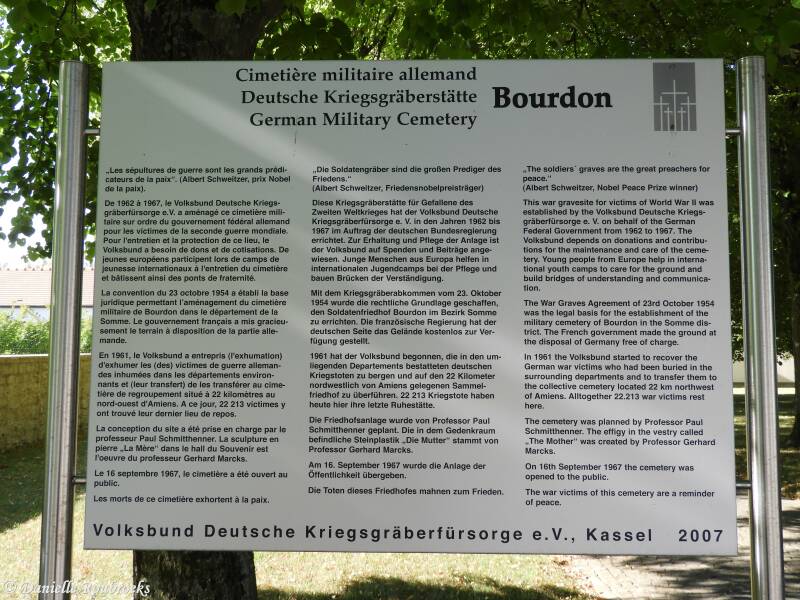 Cimetière militaire allemand
Deutsche Kriegsgräberstätte
German Military Cemetery
Bourdon
„Les sépultures de guerre sont les grands prédi-
cateurs de la paix“. (Albert Schweitzer, prix Nobel
de la paix).
De 1962 à 1967, le Volksbund Deutsche Kriegs-
gräberfürsorge e.V. a aménagé ce cimetière mili-
taire sur ordre du gouvernement fédéral allemand
pour les victimes de la seconde guerre mondiale.
Pour l'entretien et la protection de ce lieu, le
Volksbund a besoin de dons et de cotisations. De
jeunes européens participent lors de camps de
jeunesse internationaux à l'entretien du cimetière
et bâtissent ainsi des ponts de fraternité.
La convention du 23 octobre 1954 a établi la base
juridique permettant l'aménagement du cimetière
militaire de Bourdon dans le département de la
Somme. Le gouvernement français a mis gracieu-
sement le terrain à disposition de la partie alle-
mande.
En 1961, le Volksbund a entrepris (l'exhumation)
d'exhumer les (des) victimes de guerre alleman-
des inhumées dans les départements environ-
nants et (leur transfert) de les transférer au cime-
tière de regroupement situé à 22 kilomètres au
nord-ouest d'Amiens. A ce jour, 22 213 victimes y
ont trouvé leur dernier lieu de repos.
La conception du site a été prise en charge par le
professeur Paul Schmitthenner. La sculpture en
pierre „La Mère“ dans le hall du Souvenir est
l'oeuvre du professeur Gerhard Marcks.
Le 16 septembre 1967, le cimetière a été ouvert au
public.
Les morts de ce cimetière exhortent à la paix.
„Die Soldatengräber sind die großen Prediger des
Friedens.“
(Albert Schweitzer, Friedensnobelpreisträger)
Diese Kriegsgräberstätte für Gefallene des
Zweiten Weltkrieges hat der Volksbund Deutsche
Kriegsgräberfürsorge e. V. in den Jahren 1962 bis
1967 im Auftrag der deutschen Bundesregierung
errichtet. Zur Erhaltung und Pflege der Anlage ist
der Volksbund auf Spenden und Beiträge ange-
wiesen. Junge Menschen aus Europa helfen in
internationalen Jugendcamps bei der Pflege und
bauen Brücken der Verständigung.
Mit dem Kriegsgräberabkommen vom 23. Oktober
1954 wurde die rechtliche Grundlage geschaffen,
den Soldatenfriedhof Bourdon im Bezirk Somme
zu errichten. Die französische Regierung hat der
deutschen Seite das Gelände kostenlos zur Ver-
fügung gestellt.
1961 hat der Volksbund begonnen, die in den um-
liegenden Departements bestatteten deutschen
Kriegstoten zu bergen und auf den 22 Kilometer
nordwestlich von Amiens gelegenen Sammel-
friedhof zu überführen. 22 213 Kriegstote haben
heute hier ihre letzte Ruhestätte.
Die Friedhofsanlage wurde von Professor Paul
Schmitthenner geplant. Die in dem Gedenkraum
befindliche Steinplastik „Die Mutter“ stammt von
Professor Gerhard Marcks.
Am 16. September 1967 wurde die Anlage der
Öffentlichkeit übergeben.
Die Toten dieses Friedhofes mahnen zum Frieden.
„The soldiers´ graves are the great preachers for
peace.“
(Albert Schweitzer, Nobel Peace Prize winner)
This war gravesite for victims of World War II was
established by the Volksbund Deutsche Kriegs-
gräberfürsorge e. V. on behalf of the German
Federal Government from 1962 to 1967. The
Volksbund depends on donations and contribu-
tions for the maintenance and care of the ceme-
tery. Young people from Europe help in interna-
tional youth camps to care for the ground and
build bridges of understanding and communica-
tion.
The War Graves Agreement of 23rd October 1954
was the legal basis for the establishment of the
military cemetery of Bourdon in the Somme dis-
trict. The French government made the ground at
the disposal of Germany free of charge.
In 1961 the Volksbund started to recover the
German war victims who had been buried in the
surrounding departments and to transfer them to
the collective cemetery located 22 km northwest
of Amiens. Alltogether 22.213 war victims rest
here.
The cemetery was planned by Professor Paul
Schmitthenner. The effigy in the vestry called
„The Mother“ was created by Professor Gerhard
Marcks.
On 16th September 1967 the cemetery was
opened to the public.
The war victims of this cemetery are a reminder
of peace.
Volksbund Deutsche Kriegsgräberfürsorge e.V., Kassel 2007
© Danielle Roubroeks